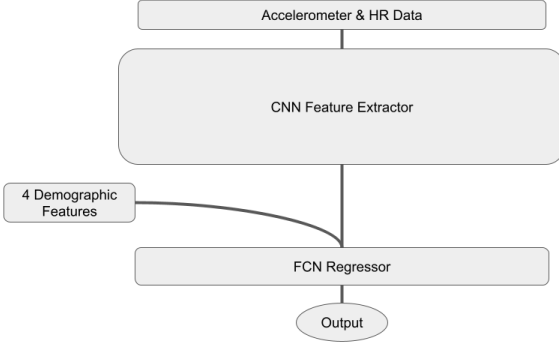 Accelerometer & HR Data
CNN Feature Extractor
4 Demographic
Features
FCN Regressor
Output